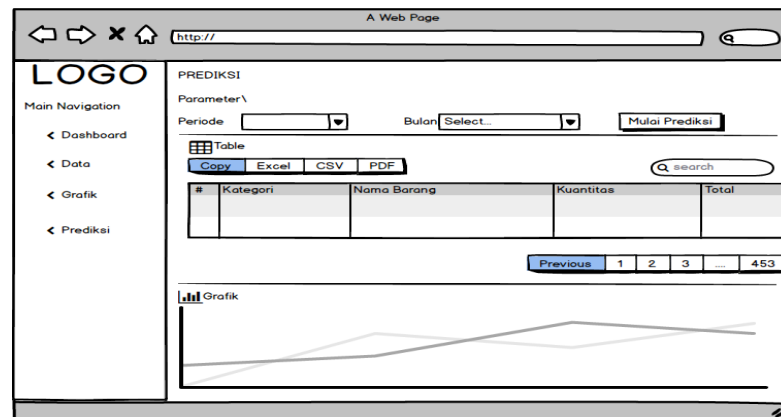 A Web Page
http://
LOGO
Main Navigation
Dashboard
Data
Grafik
Prediksi
PREDIKSI
Parameter\
Periode Bulan Select... Mulai Prediksi
Table
Copy Excel CSV PDF search
# Kategori Nama Barang Kuantitas Total
Previous 1 2 3 .... 453
Grafik